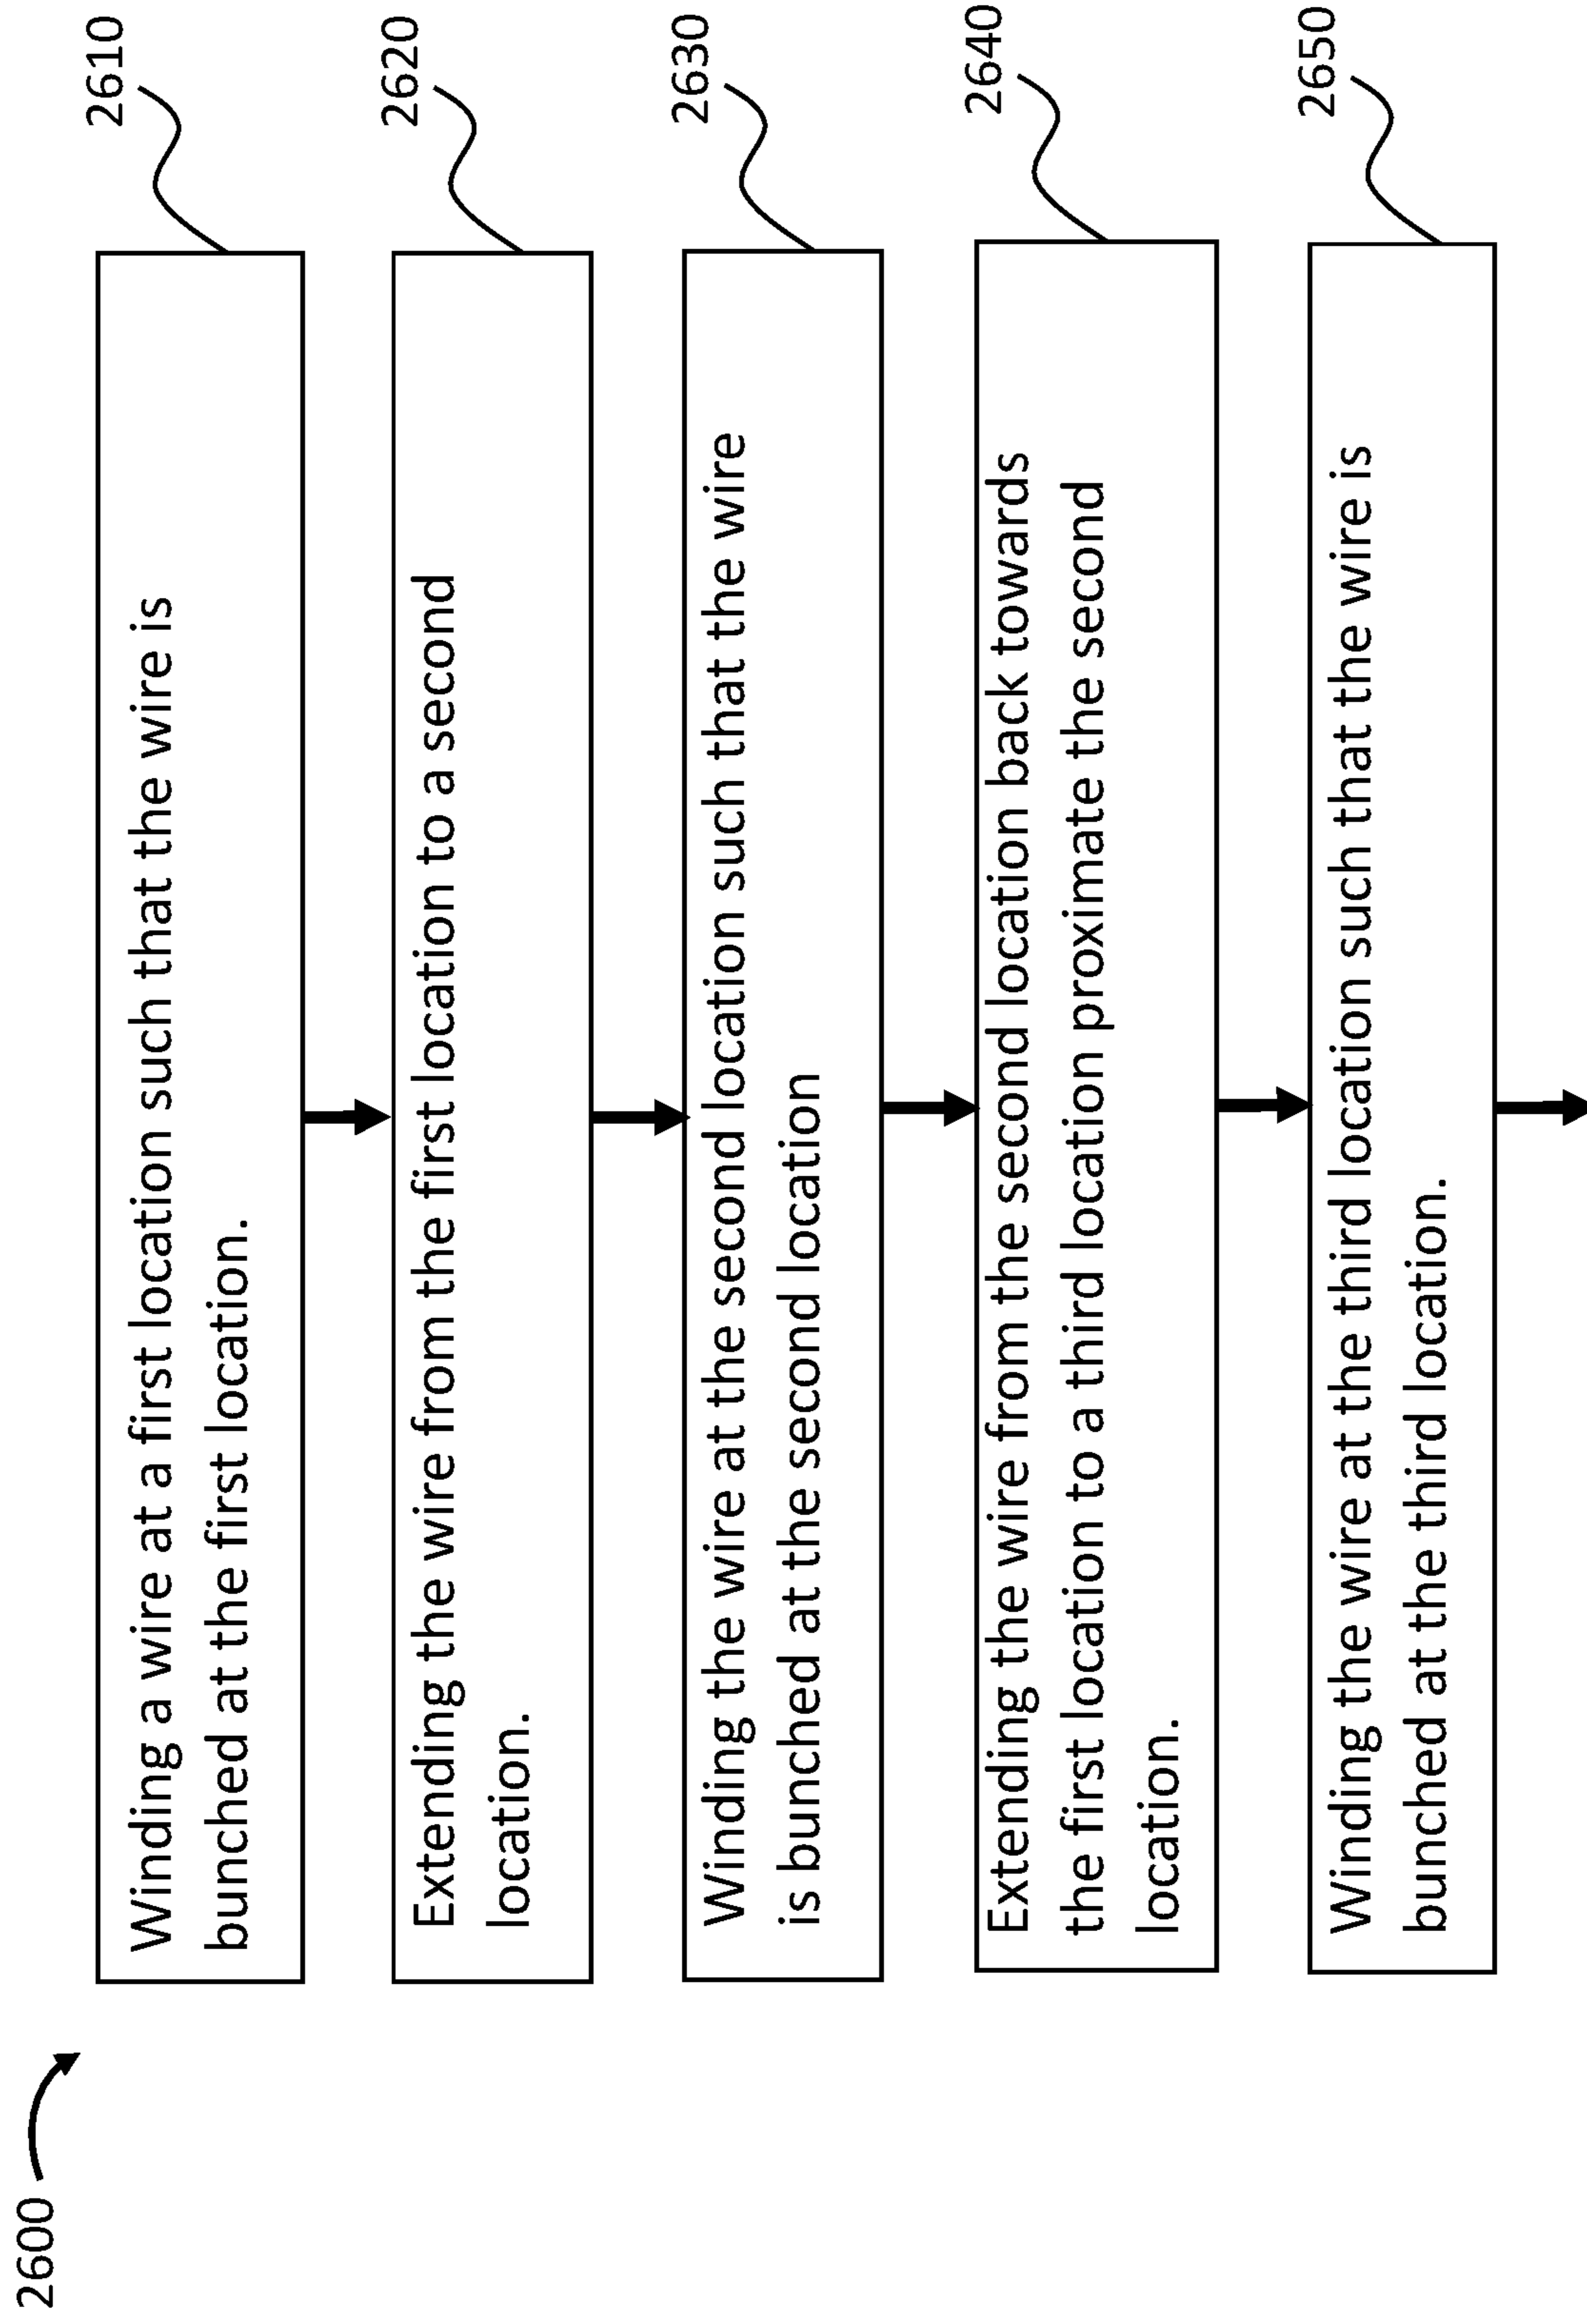 2600
Winding a wire at a first location such that the wire is
bunched at the first location.
2610
Extending the wire from the first location to a second
location.
2620
Winding the wire at the second location such that the wire
is bunched at the second location
2630
Extending the wire from the second location back towards
the first location to a third location proximate the second
location.
2640
Winding the wire at the third location such that the wire is
bunched at the third location.
2650